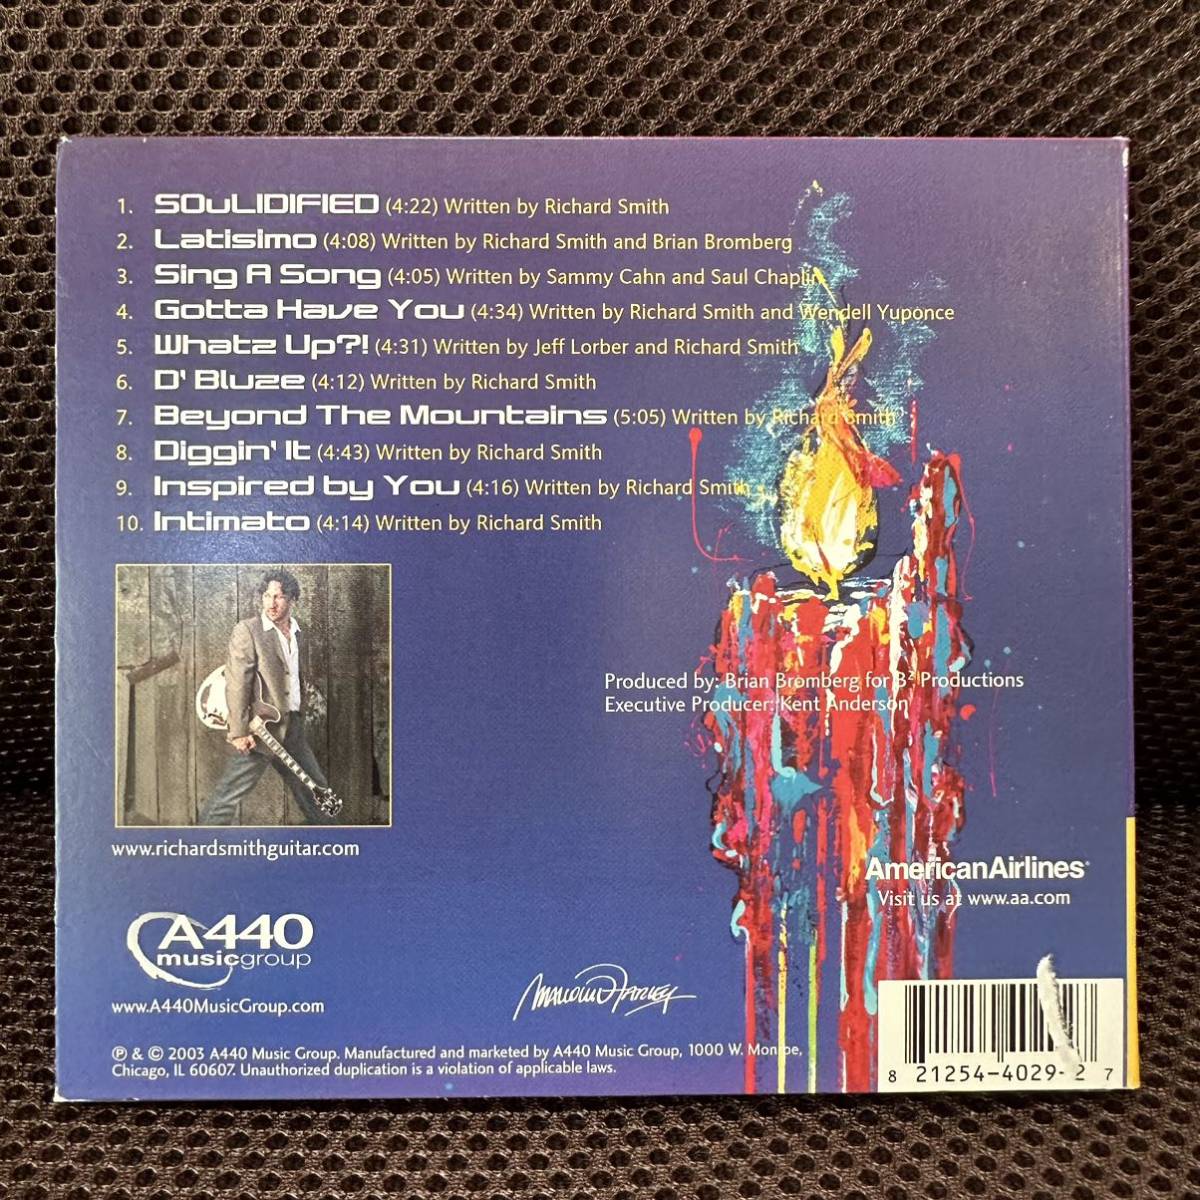 1. SOuLIDIFIED (4:22) Written by Richard Smith
2. Latisimo (4:08) Written by Richard Smith and Brian Bromberg
3. Sing A Song (4:05) Written by Sammy Cahn and Saul Chaplin
4. Gotta Have You (4:34) Written by Richard Smith and Wendell Yuponce
5. Whatz Up?! (4:31) Written by Jeff Lorber and Richard Smith
6. D' Bluze (4:12) Written by Richard Smith
7. Beyond The Mountains (5:05) Written by Richard Smith
8. Diggin' It (4:43) Written by Richard Smith
9. Inspired by You (4:16) Written by Richard Smith
10. Intimato (4:14) Written by Richard Smith
Produced by: Brian Bromberg for B² Productions
Executive Producer: Kent Anderson
www.richardsmithguitar.com
AmericanAirlines®
Visit us at www.aa.com
A440
musicgroup
www.A440MusicGroup.com
℗ & © 2003 A440 Music Group. Manufactured and marketed by A440 Music Group, 1000 W. Monroe,
Chicago, IL 60607. Unauthorized duplication is a violation of applicable laws.
8 21254-4029-2 7